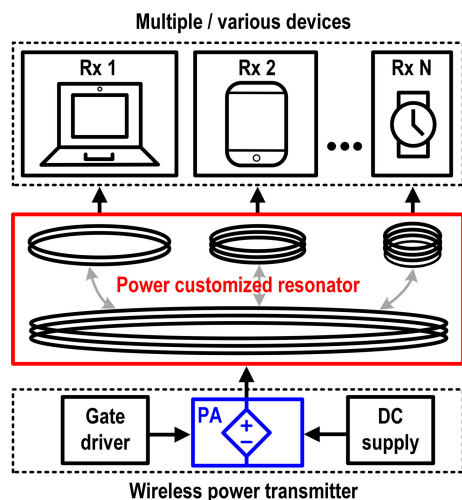 Multiple / various devices
Rx 1
Rx 2
Rx N
Power customized resonator
Gate
driver
PA
+
−
DC
supply
Wireless power transmitter